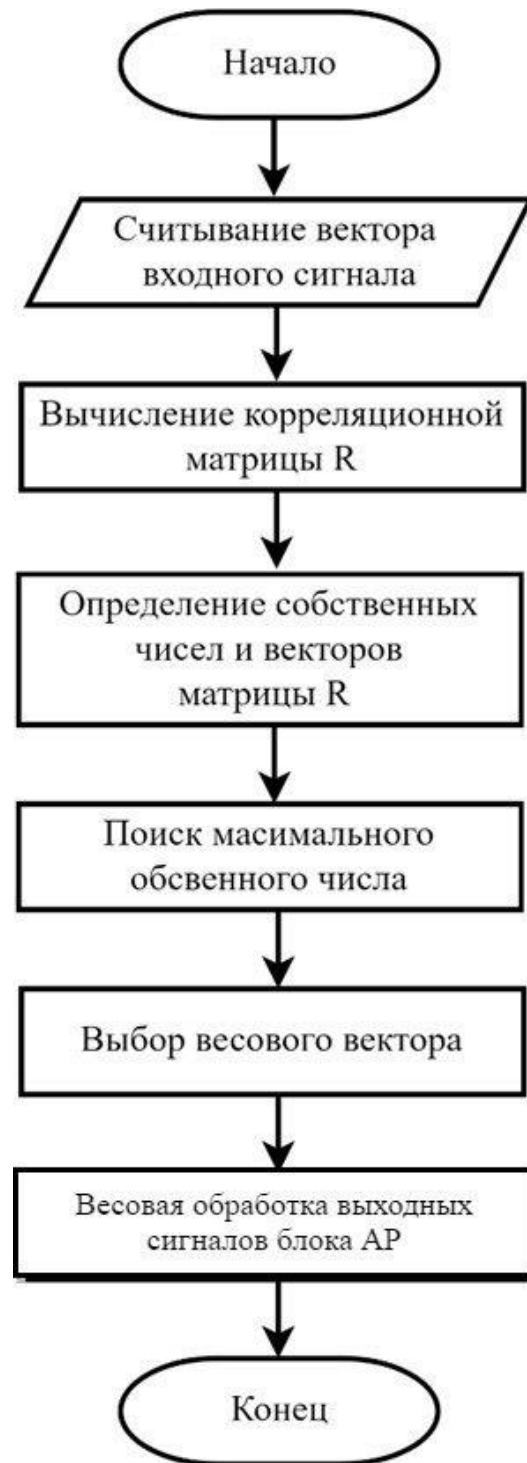 Начало
Считывание вектора
входного сигнала
Вычисление корреляционной
матрицы R
Определение собственных
чисел и векторов
матрицы R
Поиск масимального
обсвенного числа
Выбор весового вектора
Весовая обработка выходных
сигналов блока АР
Конец